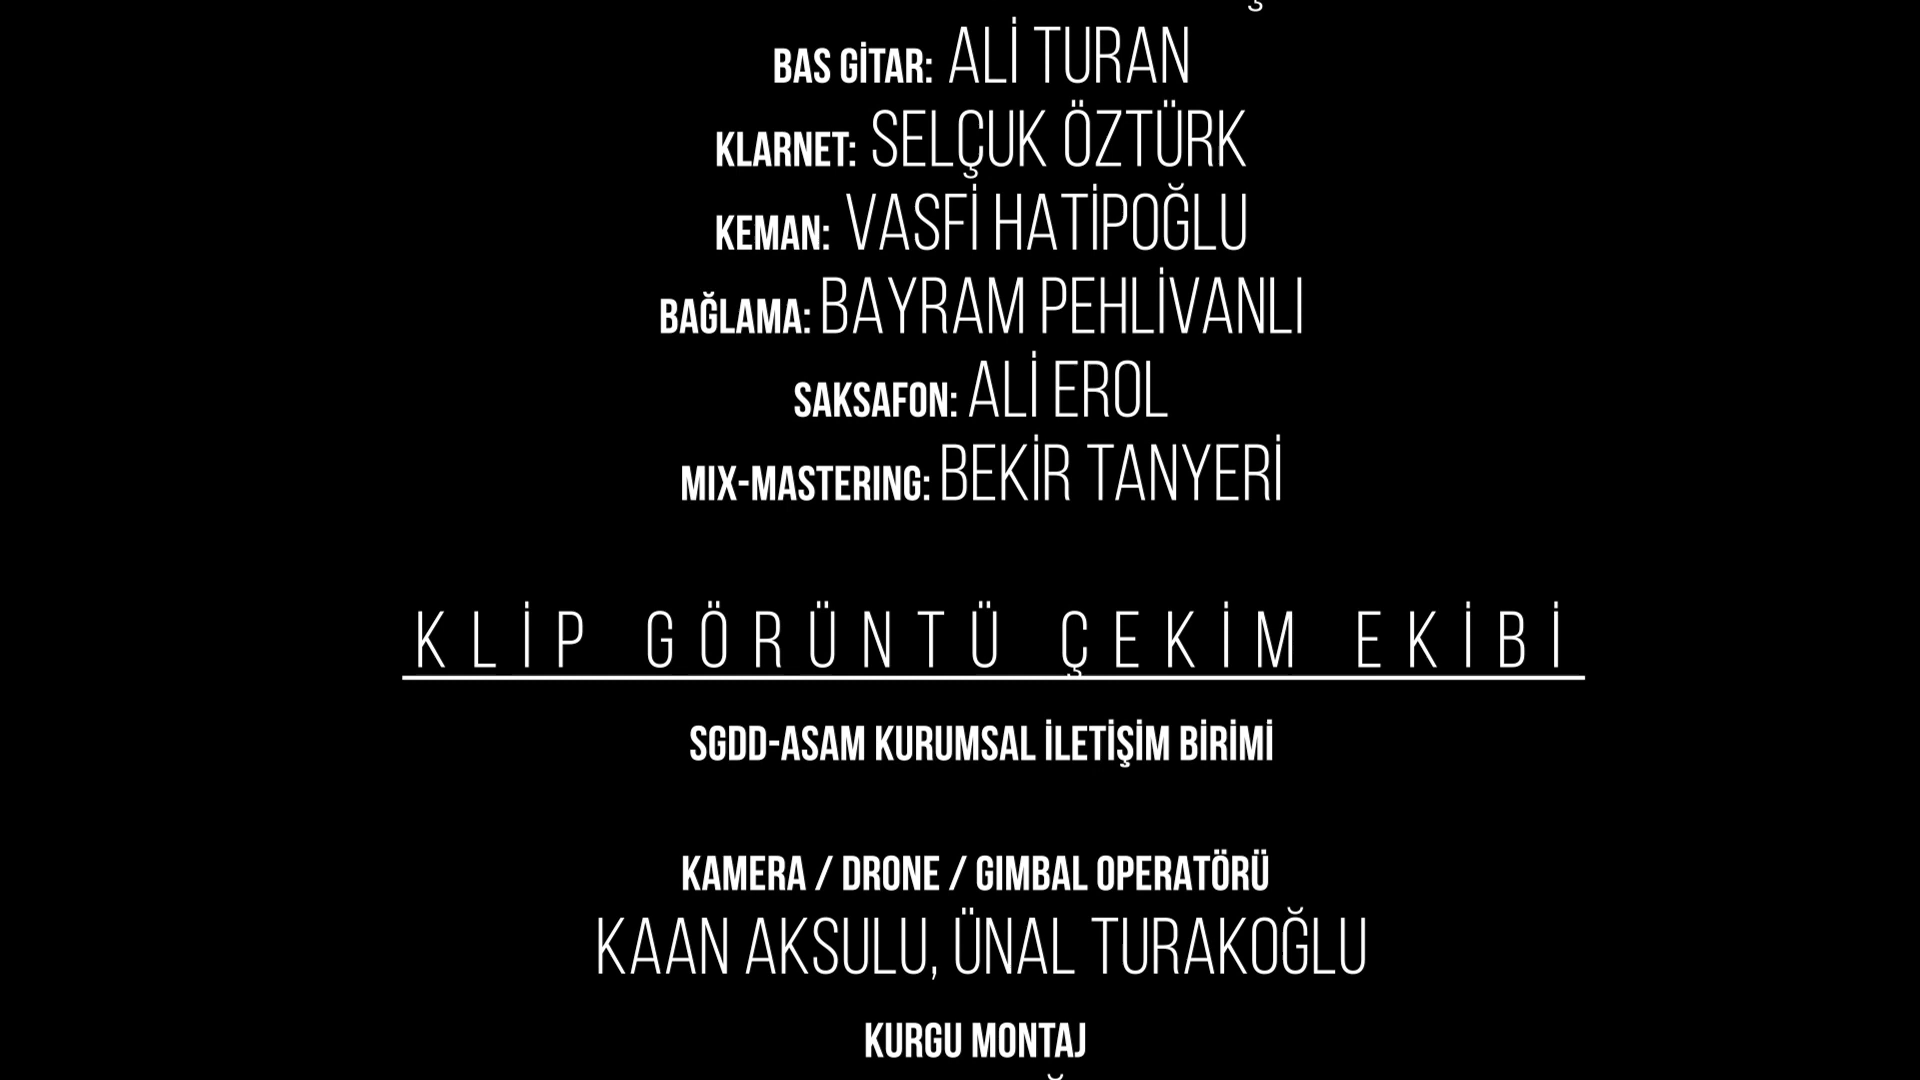 BAS GİTAR: ALİ TURAN
KLARNET: SELÇUK ÖZTÜRK
KEMAN: VASFİ HATİPOĞLU
BAĞLAMA: BAYRAM PEHLİVANLI
SAKSAFON: ALİ EROL
MIX-MASTERING: BEKİR TANYERİ
KLİP GÖRÜNTÜ ÇEKİM EKİBİ
SGDD-ASAM KURUMSAL İLETİŞİM BİRİMİ
KAMERA / DRONE / GIMBAL OPERATÖRÜ
KAAN AKSULU, ÜNAL TURAKOĞLU
KURGU MONTAJ